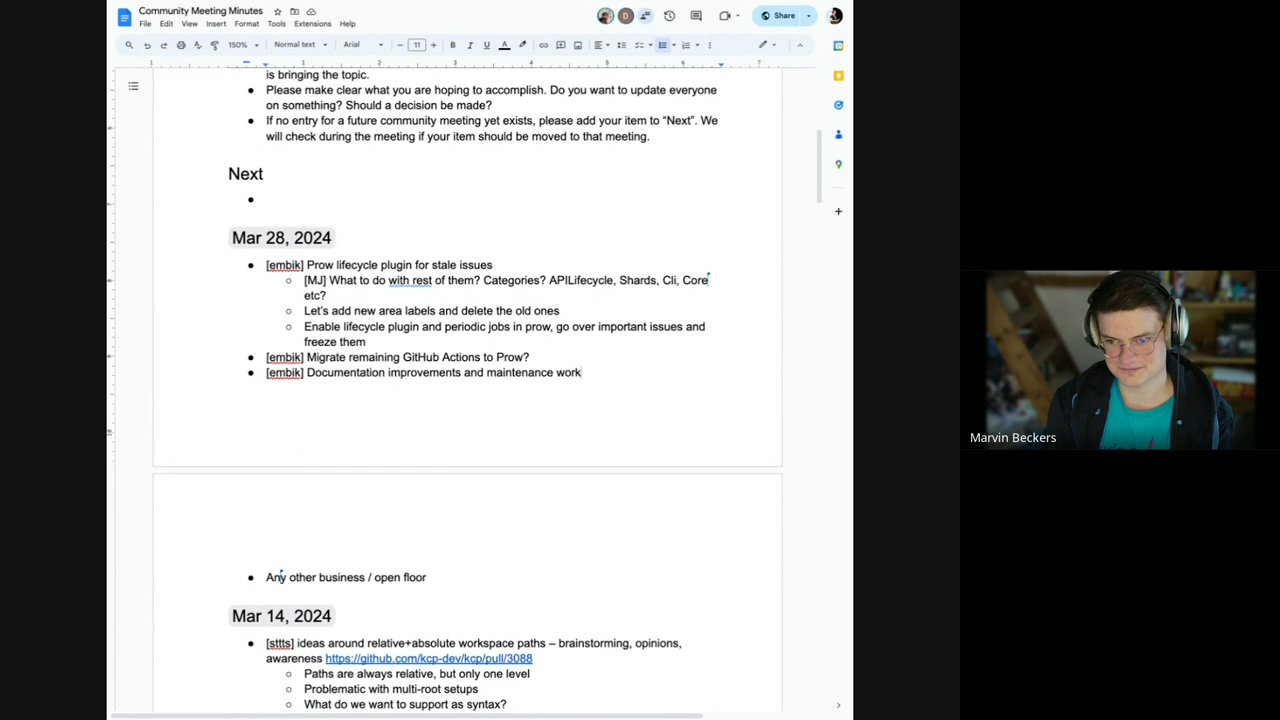 Community Meeting Minutes
File Edit View Insert Format Tools Extensions Help
D
Share
150% Normal text Arial 11 B I U A
1 1 2 3 4 5 6 7
is bringing the topic.
● Please make clear what you are hoping to accomplish. Do you want to update everyone
on something? Should a decision be made?
● If no entry for a future community meeting yet exists, please add your item to “Next”. We
will check during the meeting if your item should be moved to that meeting.
Next
●
Mar 28, 2024
● [embik] Prow lifecycle plugin for stale issues
○ [MJ] What to do with rest of them? Categories? APILifecycle, Shards, Cli, Core
etc?
○ Let’s add new area labels and delete the old ones
○ Enable lifecycle plugin and periodic jobs in prow, go over important issues and
freeze them
● [embik] Migrate remaining GitHub Actions to Prow?
● [embik] Documentation improvements and maintenance work
● Any other business / open floor
Mar 14, 2024
● [sttts] ideas around relative+absolute workspace paths – brainstorming, opinions,
awareness https://github.com/kcp-dev/kcp/pull/3088
○ Paths are always relative, but only one level
○ Problematic with multi-root setups
○ What do we want to support as syntax?
Marvin Beckers